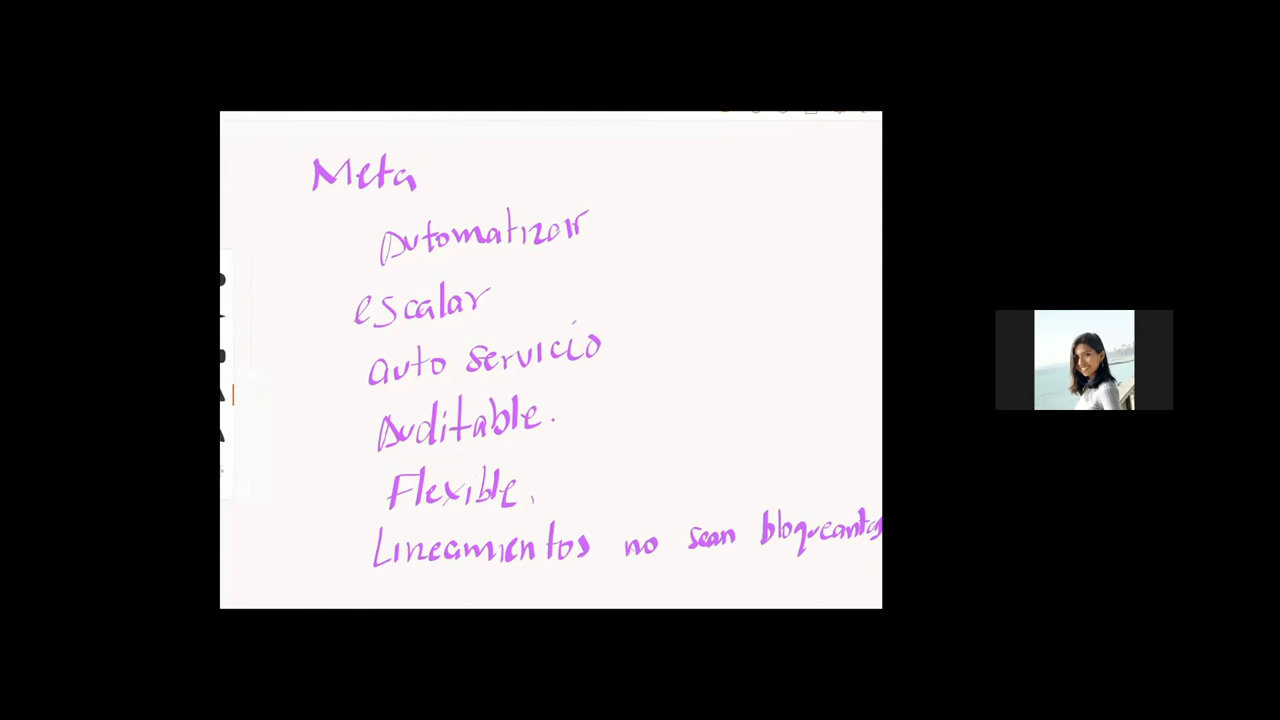 Meta
Automatizar
escalar
auto servicio
Auditable.
Flexible,
Lineamientos no sean bloqueantes